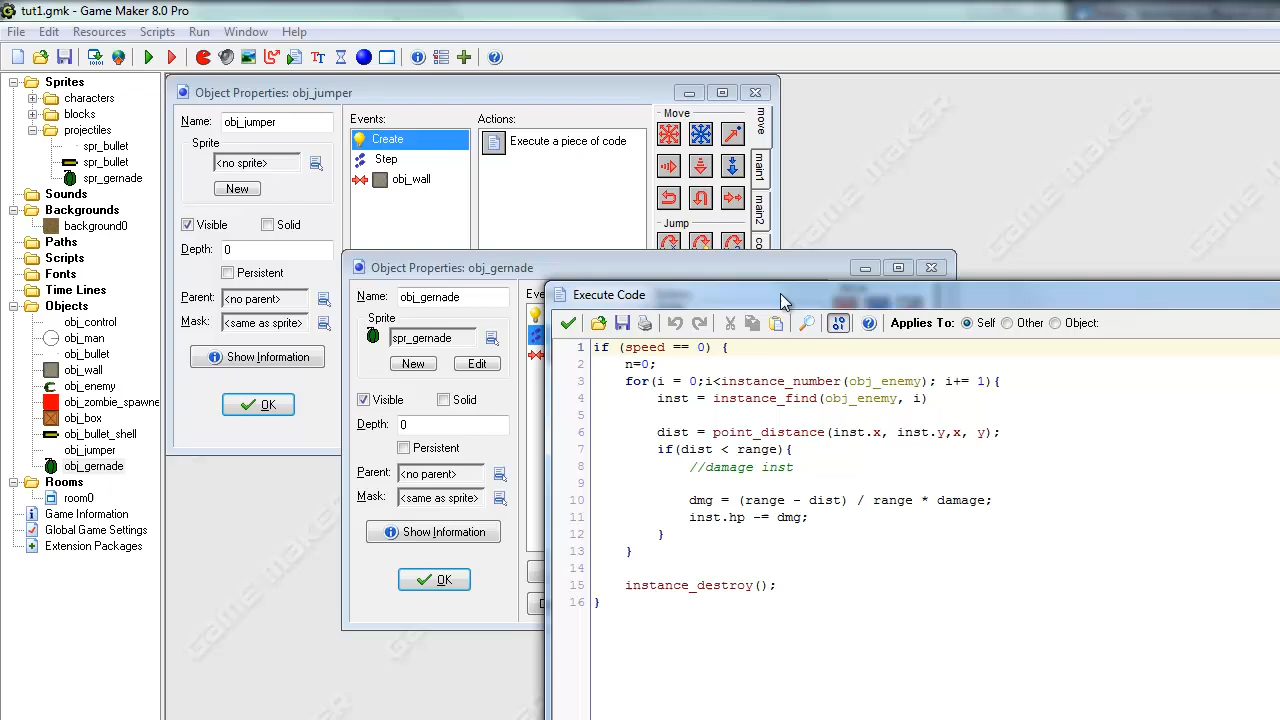 tut1.gmk - Game Maker 8.0 Pro
File Edit Resources Scripts Run Window Help
Sprites
characters
blocks
projectiles
spr_bullet
spr_bullet
spr_gernade
Sounds
Backgrounds
background0
Paths
Scripts
Fonts
Time Lines
Objects
obj_control
obj_man
obj_bullet
obj_wall
obj_enemy
obj_zombie_spawne
obj_box
obj_bullet_shell
obj_jumper
obj_gernade
Rooms
room0
Game Information
Global Game Settings
Extension Packages
Object Properties: obj_jumper
Name: obj_jumper
Sprite
<no sprite>
New
Visible Solid
Depth: 0
Persistent
Parent: <no parent>
Mask: <same as sprite>
Show Information
OK
Events:
Create
Step
obj_wall
Actions:
Execute a piece of code
Move
Jump
move
main1
main2
Object Properties: obj_gernade
Name: obj_gernade
Sprite
spr_gernade
New Edit
Visible Solid
Depth: 0
Persistent
Parent: <no parent>
Mask: <same as sprite>
Show Information
OK
Execute Code
Applies To: Self Other Object:
1 if (speed == 0) {
2 n=0;
3 for(i = 0;i<instance_number(obj_enemy); i+= 1){
4 inst = instance_find(obj_enemy, i)
5
6 dist = point_distance(inst.x, inst.y,x, y);
7 if(dist < range){
8 //damage inst
9
10 dmg = (range - dist) / range * damage;
11 inst.hp -= dmg;
12 }
13 }
14
15 instance_destroy();
16 }
GAME MAKER
GAME MAKER
GAME MAKER